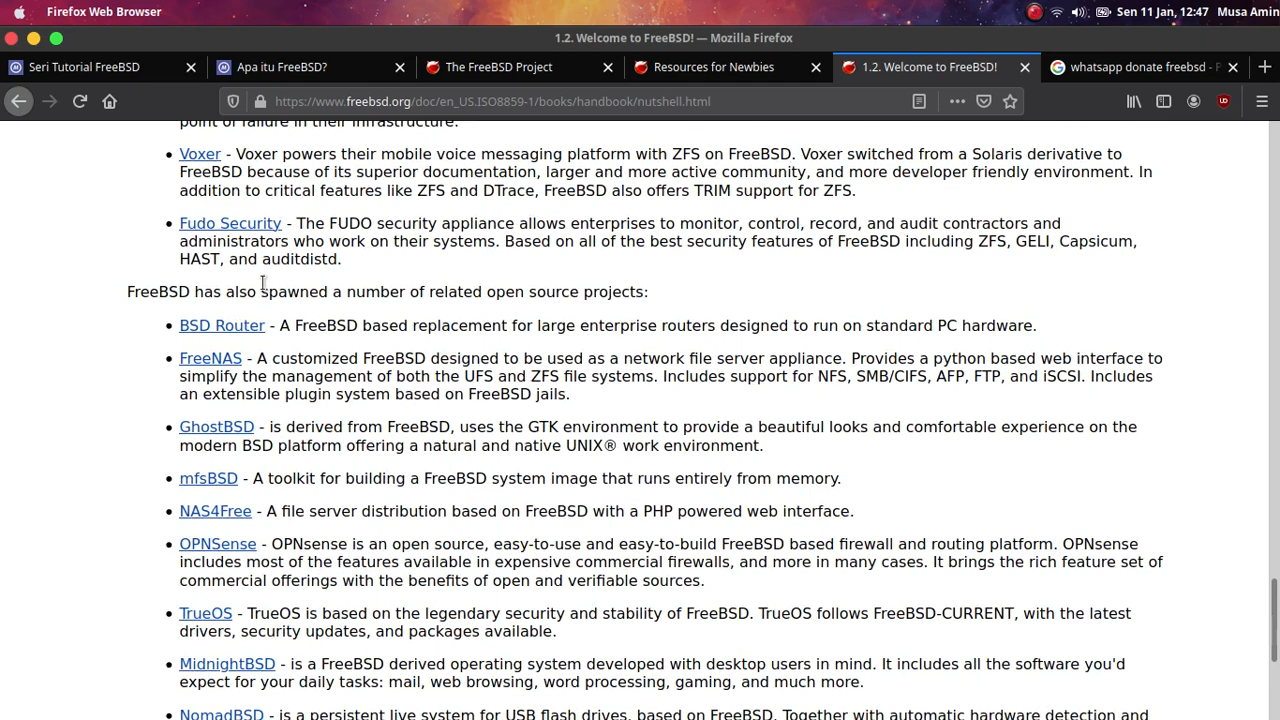 Firefox Web Browser
Sen 11 Jan, 12:47
Musa Amin
1.2. Welcome to FreeBSD! — Mozilla Firefox
Seri Tutorial FreeBSD
Apa itu FreeBSD?
The FreeBSD Project
Resources for Newbies
1.2. Welcome to FreeBSD!
whatsapp donate freebsd - P
https://www.freebsd.org/doc/en_US.ISO8859-1/books/handbook/nutshell.html
point of failure in their infrastructure.
• Voxer - Voxer powers their mobile voice messaging platform with ZFS on FreeBSD. Voxer switched from a Solaris derivative to
FreeBSD because of its superior documentation, larger and more active community, and more developer friendly environment. In
addition to critical features like ZFS and DTrace, FreeBSD also offers TRIM support for ZFS.
• Fudo Security - The FUDO security appliance allows enterprises to monitor, control, record, and audit contractors and
administrators who work on their systems. Based on all of the best security features of FreeBSD including ZFS, GELI, Capsicum,
HAST, and auditdistd.
FreeBSD has also spawned a number of related open source projects:
• BSD Router - A FreeBSD based replacement for large enterprise routers designed to run on standard PC hardware.
• FreeNAS - A customized FreeBSD designed to be used as a network file server appliance. Provides a python based web interface to
simplify the management of both the UFS and ZFS file systems. Includes support for NFS, SMB/CIFS, AFP, FTP, and iSCSI. Includes
an extensible plugin system based on FreeBSD jails.
• GhostBSD - is derived from FreeBSD, uses the GTK environment to provide a beautiful looks and comfortable experience on the
modern BSD platform offering a natural and native UNIX® work environment.
• mfsBSD - A toolkit for building a FreeBSD system image that runs entirely from memory.
• NAS4Free - A file server distribution based on FreeBSD with a PHP powered web interface.
• OPNSense - OPNsense is an open source, easy-to-use and easy-to-build FreeBSD based firewall and routing platform. OPNsense
includes most of the features available in expensive commercial firewalls, and more in many cases. It brings the rich feature set of
commercial offerings with the benefits of open and verifiable sources.
• TrueOS - TrueOS is based on the legendary security and stability of FreeBSD. TrueOS follows FreeBSD-CURRENT, with the latest
drivers, security updates, and packages available.
• MidnightBSD - is a FreeBSD derived operating system developed with desktop users in mind. It includes all the software you'd
expect for your daily tasks: mail, web browsing, word processing, gaming, and much more.
• NomadBSD - is a persistent live system for USB flash drives, based on FreeBSD. Together with automatic hardware detection and